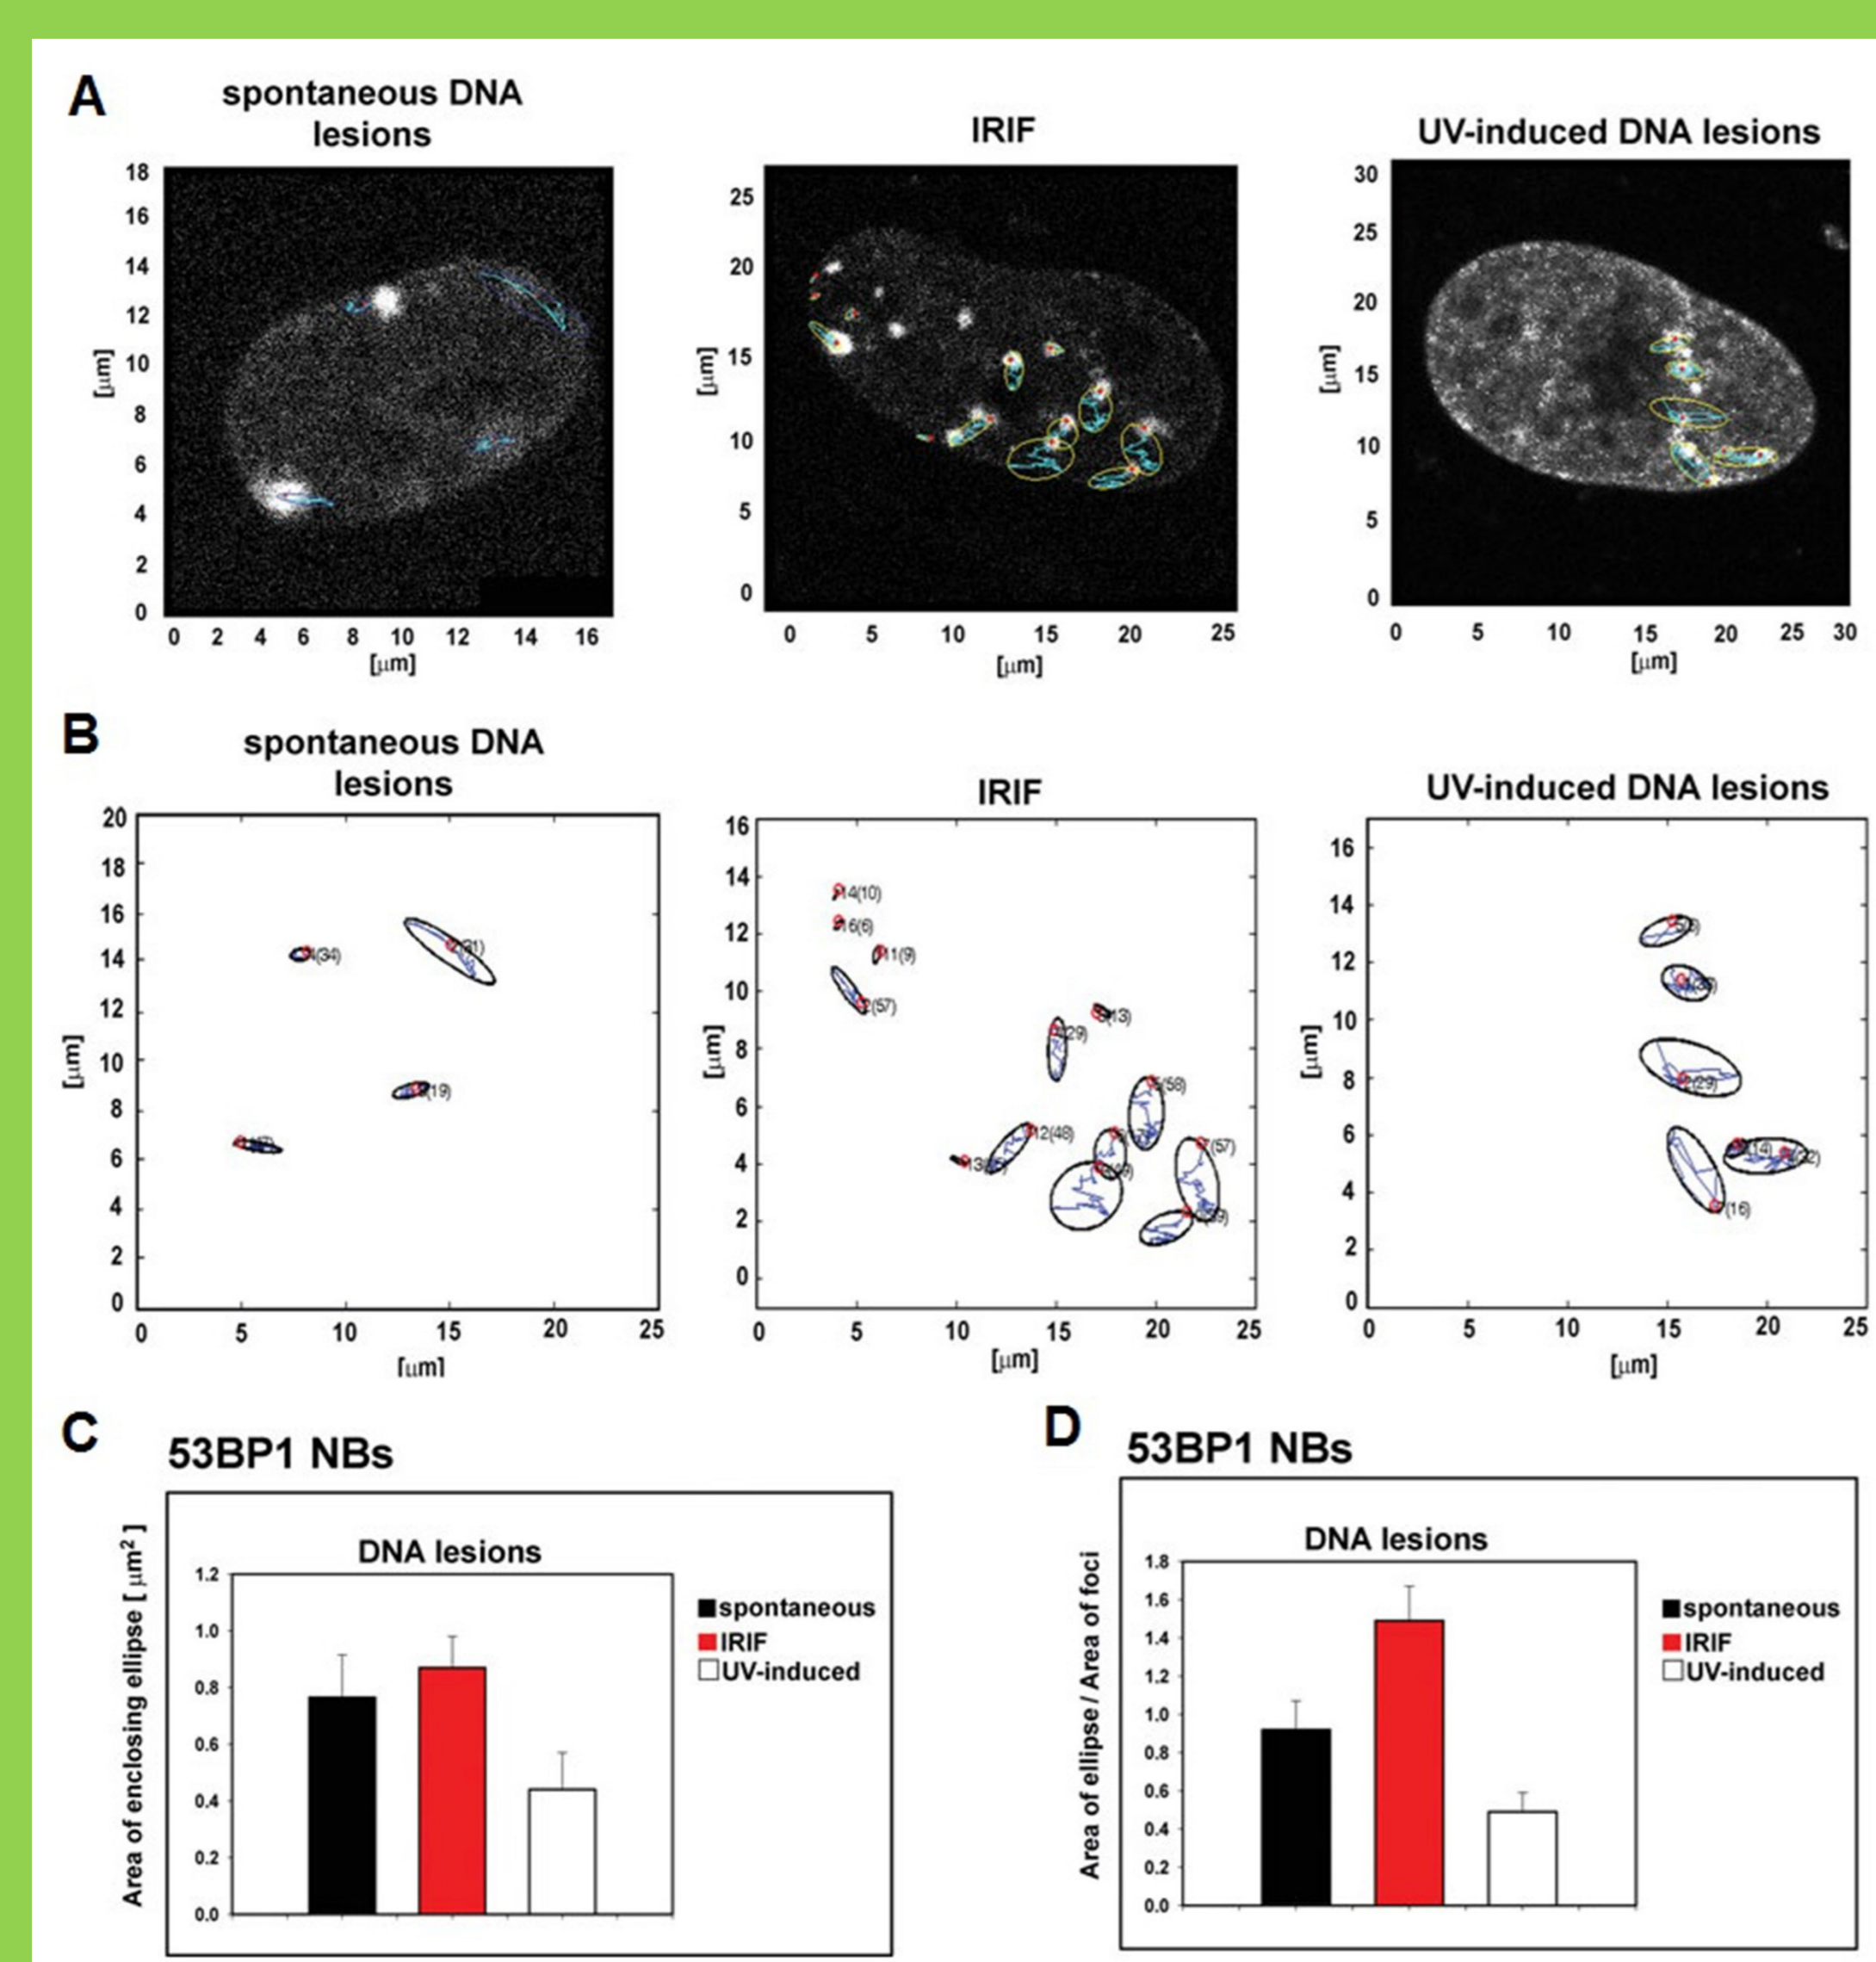 A
spontaneous DNA
lesions
IRIF
UV-induced DNA lesions
18
16
14
12
10
8
6
4
2
0
[μm]
0 2 4 6 8 10 12 14 16
[μm]
25
20
15
10
5
0
[μm]
0 5 10 15 20 25
[μm]
30
25
20
15
10
5
0
[μm]
0 5 10 15 20 25 30
[μm]
B
spontaneous DNA
lesions
IRIF
UV-induced DNA lesions
20
18
16
14
12
10
8
6
4
2
0
[μm]
(34)
(19)
0 5 10 15 20 25
[μm]
16
14
12
10
8
6
4
2
0
[μm]
14(10)
16(6)
11(9)
2(57)
(13)
(29)
5(58)
12(48)
7(57)
0 5 10 15 20 25
[μm]
16
14
12
10
8
6
4
2
0
[μm]
(29)
(14)
(16)
0 5 10 15 20 25
[μm]
C
53BP1 NBs
DNA lesions
Area of enclosing ellipse [ μm² ]
1.2
1.0
0.8
0.6
0.4
0.2
0.0
spontaneous
IRIF
UV-induced
D
53BP1 NBs
DNA lesions
Area of ellipse / Area of foci
1.8
1.6
1.4
1.2
1.0
0.8
0.6
0.4
0.2
0.0
spontaneous
IRIF
UV-induced